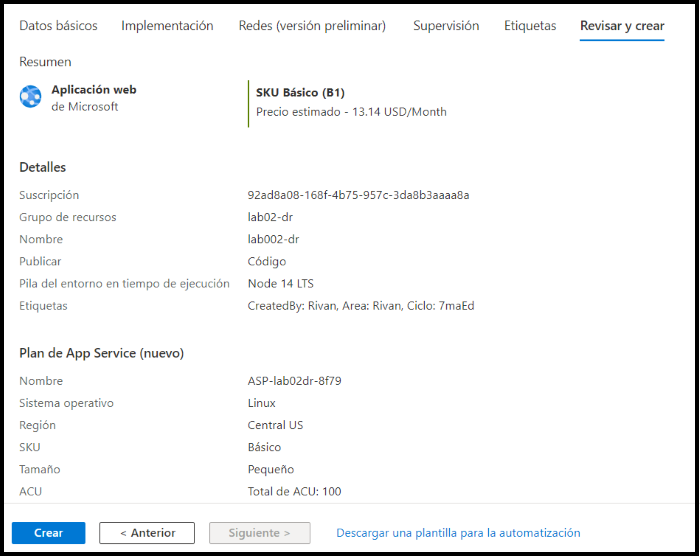 Datos básicos Implementación Redes (versión preliminar) Supervisión Etiquetas Revisar y crear
Resumen
Aplicación web
de Microsoft
SKU Básico (B1)
Precio estimado - 13.14 USD/Month
Detalles
Suscripción 92ad8a08-168f-4b75-957c-3da8b3aaaa8a
Grupo de recursos lab02-dr
Nombre lab002-dr
Publicar Código
Pila del entorno en tiempo de ejecución Node 14 LTS
Etiquetas CreatedBy: Rivan, Area: Rivan, Ciclo: 7maEd
Plan de App Service (nuevo)
Nombre ASP-lab02dr-8f79
Sistema operativo Linux
Región Central US
SKU Básico
Tamaño Pequeño
ACU Total de ACU: 100
Crear < Anterior Siguiente > Descargar una plantilla para la automatización